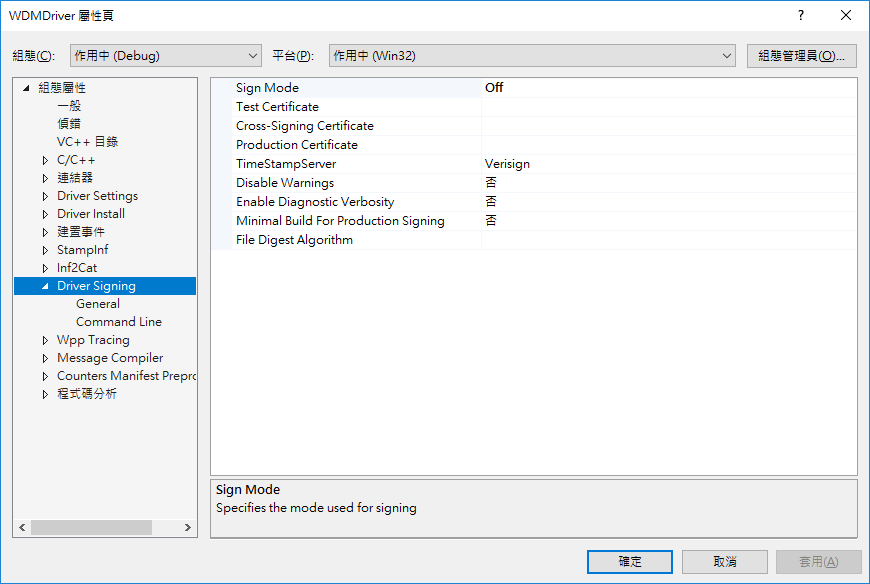 WDMDriver 屬性頁
組態(C): 作用中 (Debug) 平台(P): 作用中 (Win32) 組態管理員(O)...
組態屬性
一般
偵錯
VC++ 目錄
C/C++
連結器
Driver Settings
Driver Install
建置事件
StampInf
Inf2Cat
Driver Signing
General
Command Line
Wpp Tracing
Message Compiler
Counters Manifest Prepro
程式碼分析
Sign Mode Off
Test Certificate
Cross-Signing Certificate
Production Certificate
TimeStampServer Verisign
Disable Warnings 否
Enable Diagnostic Verbosity 否
Minimal Build For Production Signing 否
File Digest Algorithm
Sign Mode
Specifies the mode used for signing
確定 取消 套用(A)